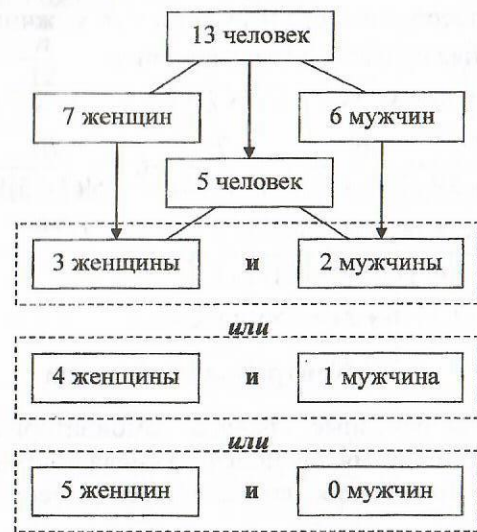 13 человек
7 женщин 6 мужчин
5 человек
3 женщины и 2 мужчины
или
4 женщины и 1 мужчина
или
5 женщин и 0 мужчин